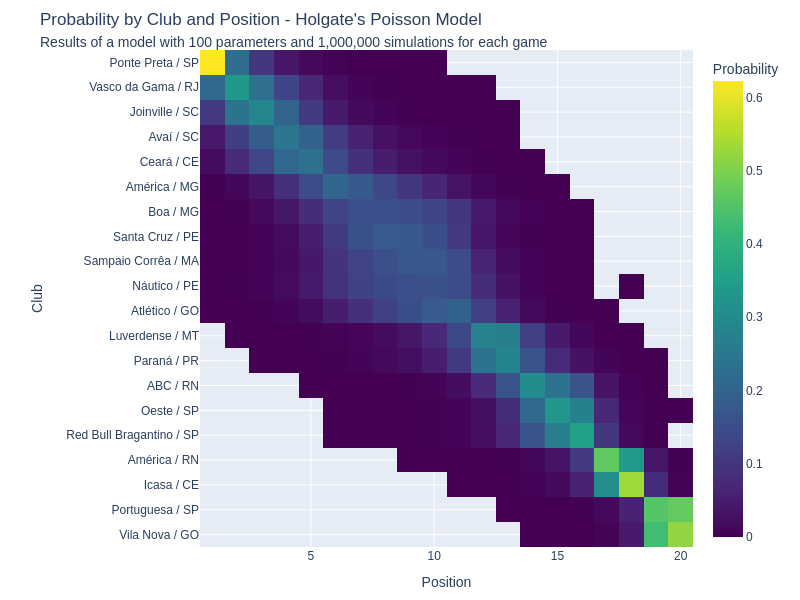 Probability by Club and Position - Holgate's Poisson Model
Results of a model with 100 parameters and 1,000,000 simulations for each game
Ponte Preta / SP
Vasco da Gama / RJ
Joinville / SC
Avaí / SC
Ceará / CE
América / MG
Boa / MG
Santa Cruz / PE
Sampaio Corrêa / MA
Náutico / PE
Atlético / GO
Luverdense / MT
Paraná / PR
ABC / RN
Oeste / SP
Red Bull Bragantino / SP
América / RN
Icasa / CE
Portuguesa / SP
Vila Nova / GO
Club
5
10
15
20
Position
Probability
0.6
0.5
0.4
0.3
0.2
0.1
0